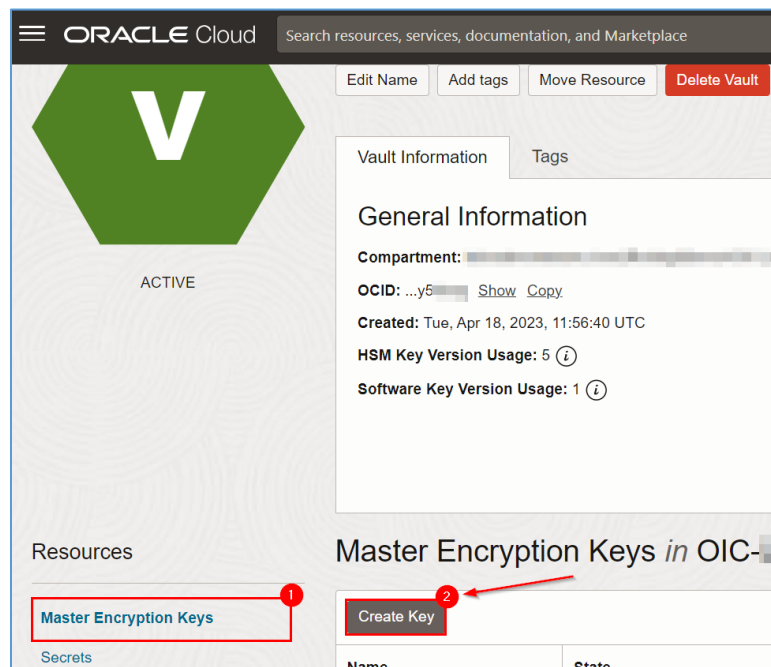 ORACLE Cloud
Search resources, services, documentation, and Marketplace
V
Edit Name
Add tags
Move Resource
Delete Vault
ACTIVE
Vault Information
Tags
General Information
Compartment:
OCID: ...y5 Show Copy
Created: Tue, Apr 18, 2023, 11:56:40 UTC
HSM Key Version Usage: 5 i
Software Key Version Usage: 1 i
Resources
1
Master Encryption Keys
Secrets
Master Encryption Keys in OIC-
2
Create Key
Name
State